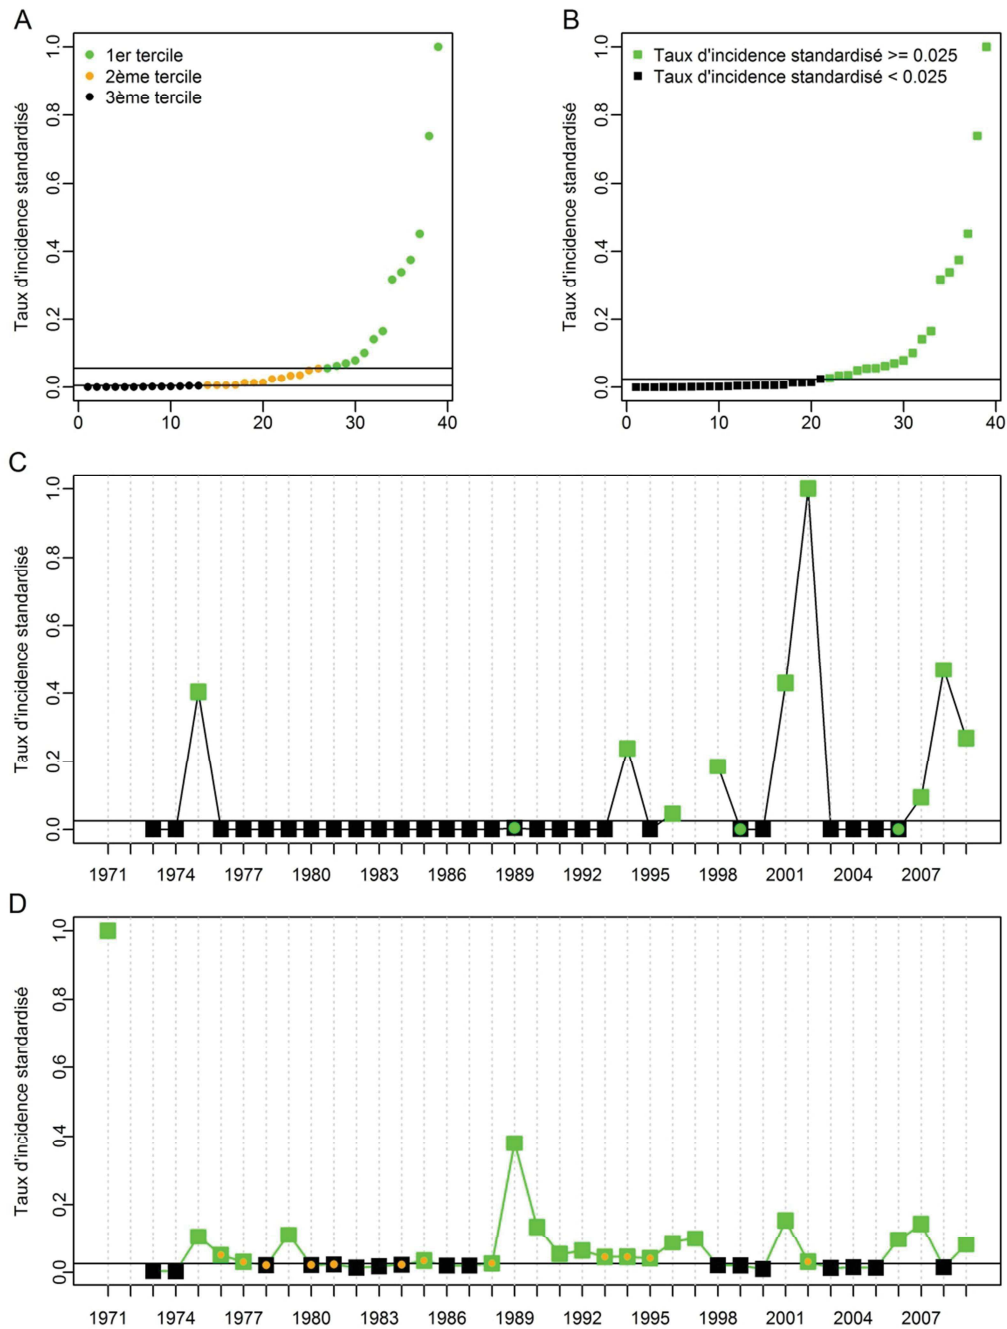 A
1er tercile
2ème tercile
3ème tercile
Taux d'incidence standardisé
1.0
0.8
0.6
0.4
0.2
0.0
0 10 20 30 40
B
Taux d'incidence standardisé >= 0.025
Taux d'incidence standardisé < 0.025
Taux d'incidence standardisé
1.0
0.8
0.6
0.4
0.2
0.0
0 10 20 30 40
C
Taux d'incidence standardisé
1.0
0.8
0.6
0.4
0.2
0.0
1971 1974 1977 1980 1983 1986 1989 1992 1995 1998 2001 2004 2007
D
Taux d'incidence standardisé
1.0
0.8
0.6
0.4
0.2
0.0
1971 1974 1977 1980 1983 1986 1989 1992 1995 1998 2001 2004 2007